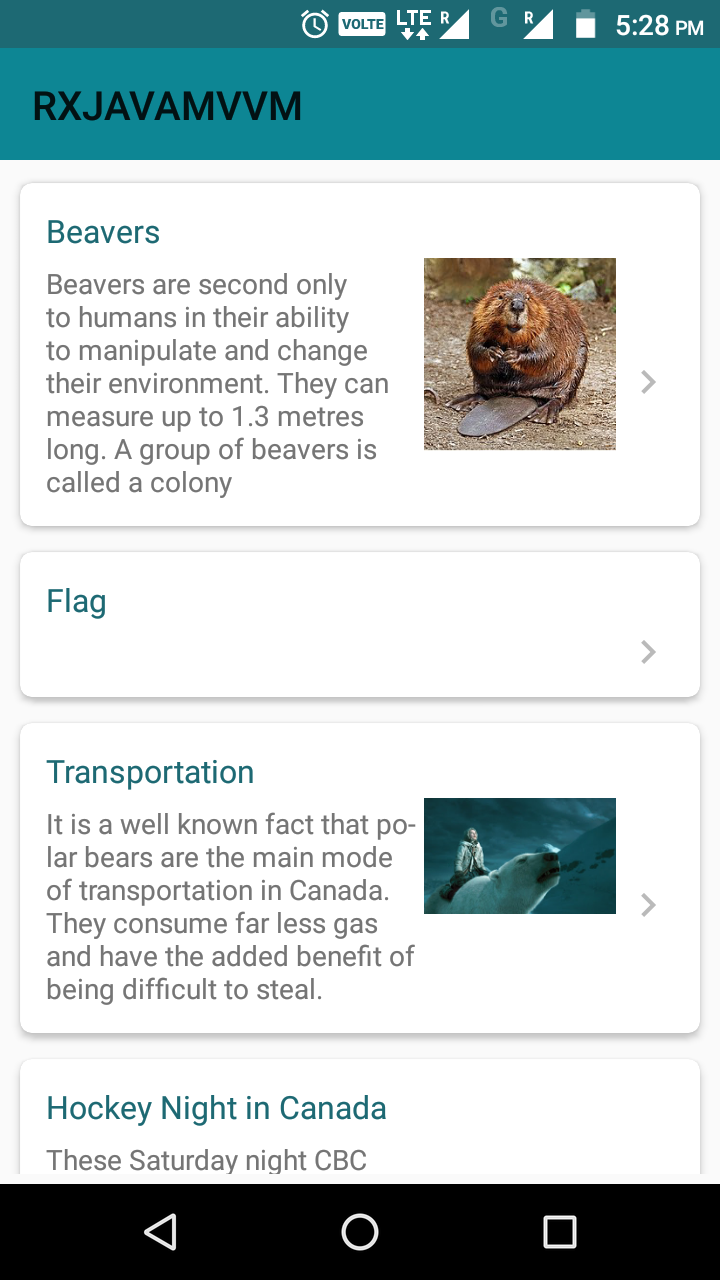 VOLTE LTE R G R 5:28 PM
RXJAVAMVVM
Beavers
Beavers are second only
to humans in their ability
to manipulate and change
their environment. They can
measure up to 1.3 metres
long. A group of beavers is
called a colony
Flag
Transportation
It is a well known fact that po-
lar bears are the main mode
of transportation in Canada.
They consume far less gas
and have the added benefit of
being difficult to steal.
Hockey Night in Canada
These Saturday night CBC